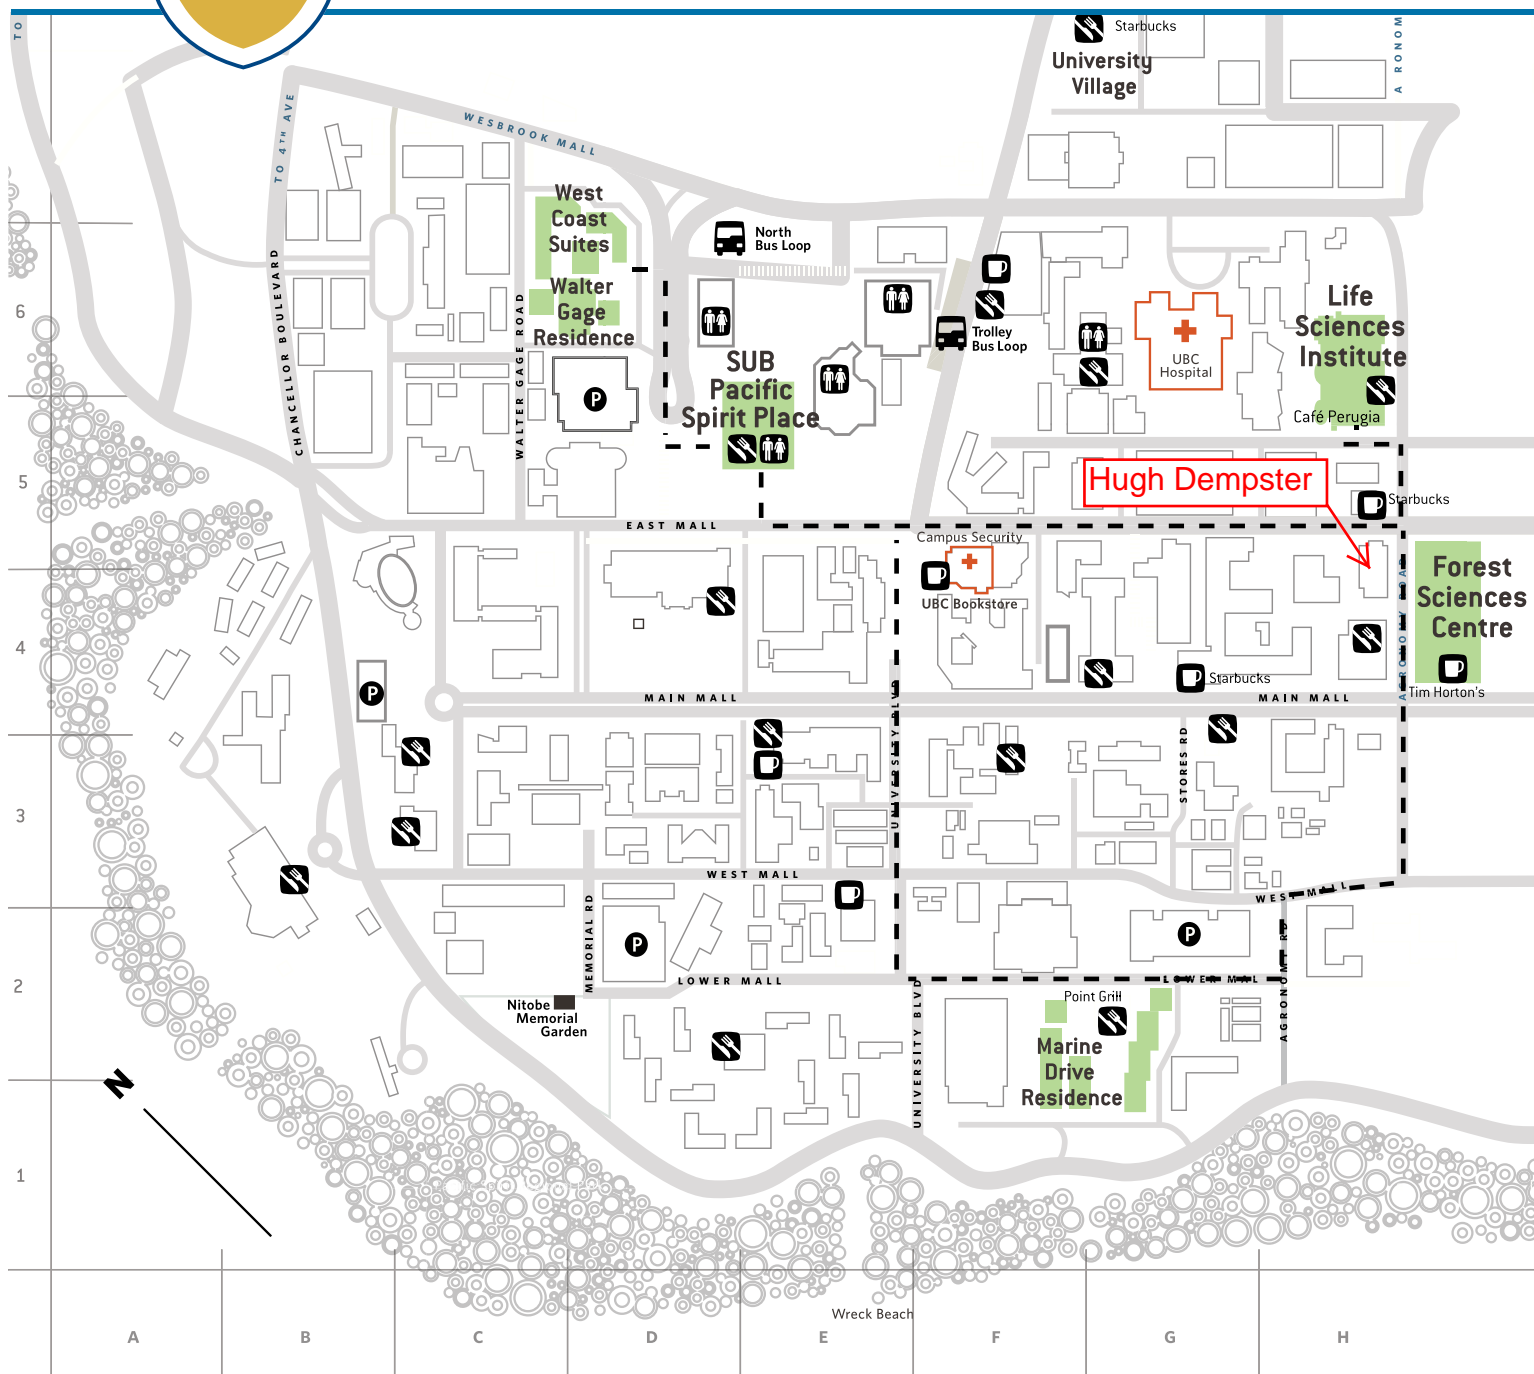 TO
Starbucks
A RONOM
University
Village
TO 4TH AVE
WESBROOK MALL
West
Coast
Suites
North
Bus Loop
CHANCELLOR BOULEVARD
Walter
Gage
Residence
WALTER GAGE ROAD
6
Life
Sciences
Institute
Trolley
Bus Loop
UBC
Hospital
SUB
Pacific
Spirit Place
P
Café Perugia
5
Hugh Dempster
Starbucks
EAST MALL
Campus Security
UBC Bookstore
Forest
Sciences
Centre
AGRONOMY ROAD
4
Starbucks
Tim Horton's
P
MAIN MALL
MAIN MALL
UNIVERSITY BLVD
STORES RD
3
WEST MALL
WEST MALL
MEMORIAL RD
P
P
AGRONOMY RD
2
LOWER MALL
LOWER MAL
Nitobe
Memorial
Garden
Point Grill
UNIVERSITY BLVD
Marine
Drive
Residence
N
1
Wreck Beach
A
B
C
D
E
F
G
H